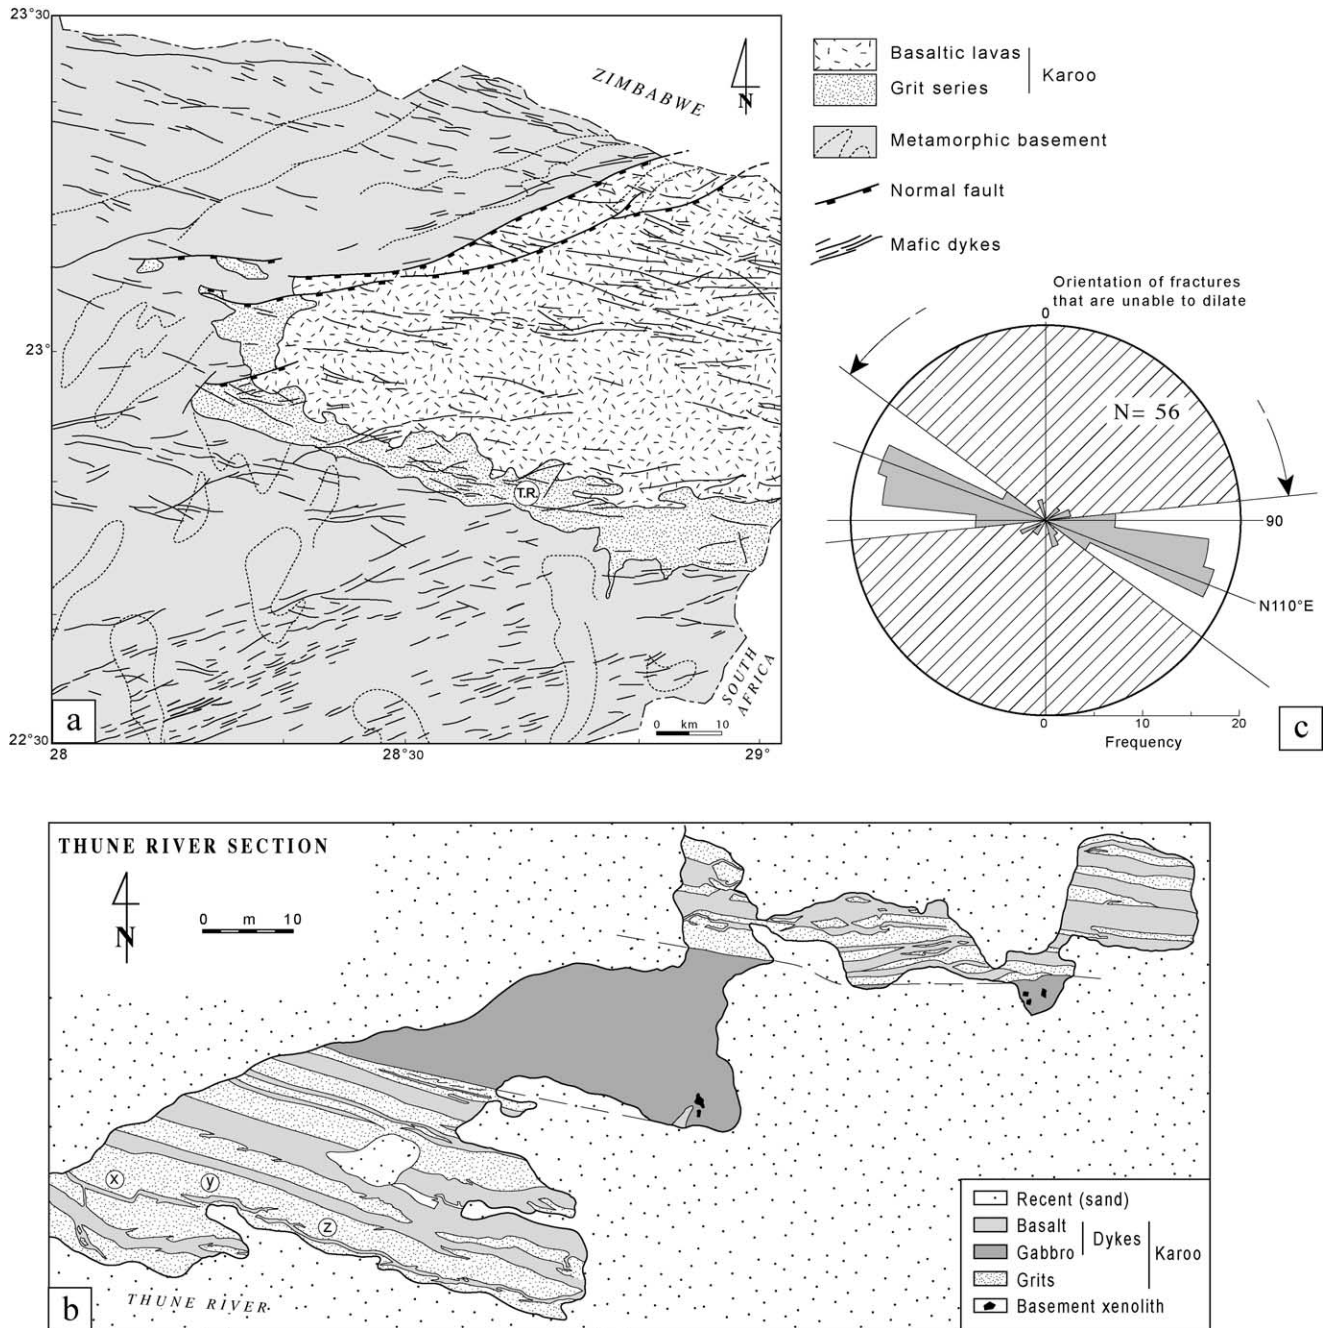 23°30
ZIMBABWE
N
23°
T.R.
SOUTH
AFRICA
0 km 10
a
22°30
28
28°30
29°
Basaltic lavas
Grit series
Karoo
Metamorphic basement
Normal fault
Mafic dykes
Orientation of fractures
that are unable to dilate
0
N= 56
90
N110°E
0 10 20
Frequency
c
THUNE RIVER SECTION
N
0 m 10
x
y
z
THUNE RIVER
b
Recent (sand)
Basalt
Gabbro
Dykes
Karoo
Grits
Basement xenolith